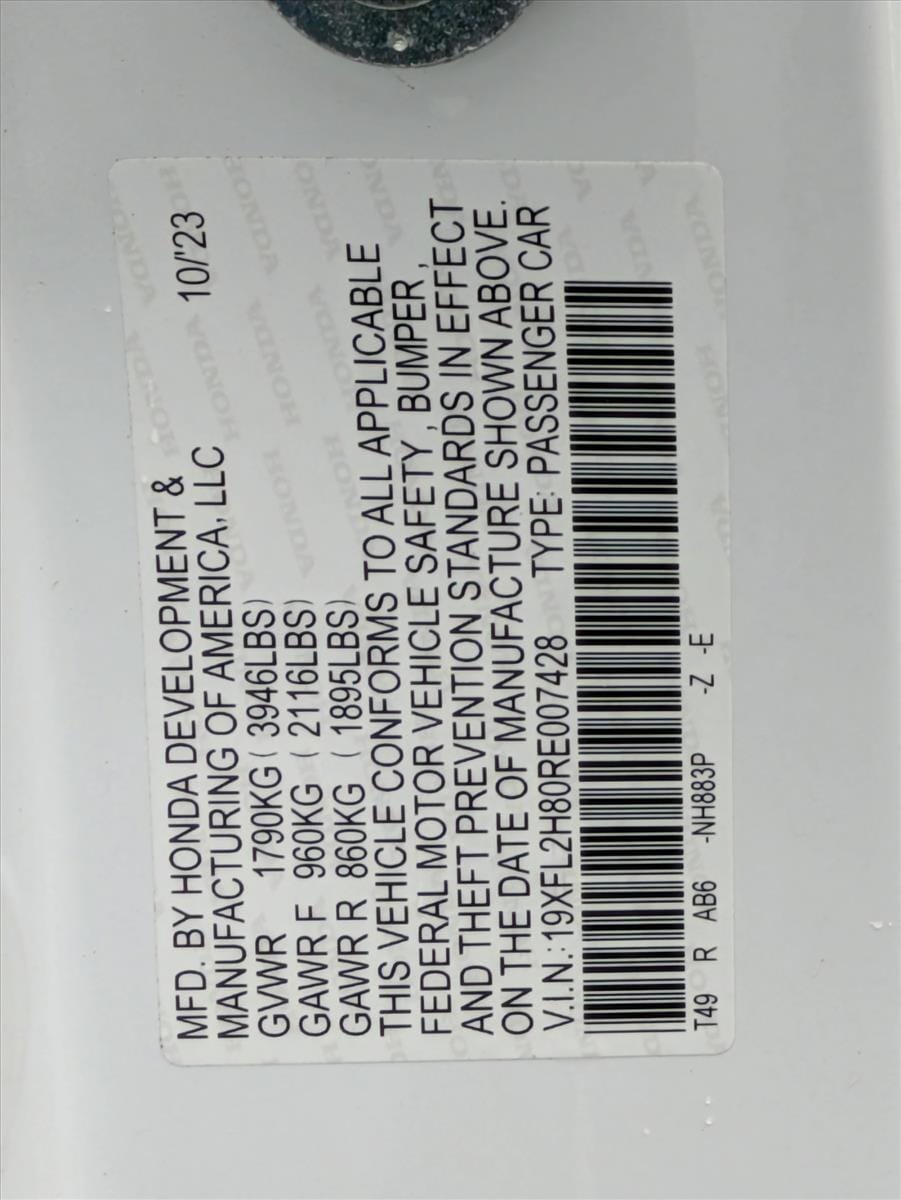 MFD. BY HONDA DEVELOPMENT &
MANUFACTURING OF AMERICA, LLC 10/'23
GVWR 1790KG ( 3946LBS)
GAWR F 960KG ( 2116LBS)
GAWR R 860KG ( 1895LBS)
THIS VEHICLE CONFORMS TO ALL APPLICABLE
FEDERAL MOTOR VEHICLE SAFETY , BUMPER ,
AND THEFT PREVENTION STANDARDS IN EFFECT
ON THE DATE OF MANUFACTURE SHOWN ABOVE.
V.I.N.:19XFL2H80RE007428 TYPE: PASSENGER CAR
T49 R AB6 -NH883P -Z -E